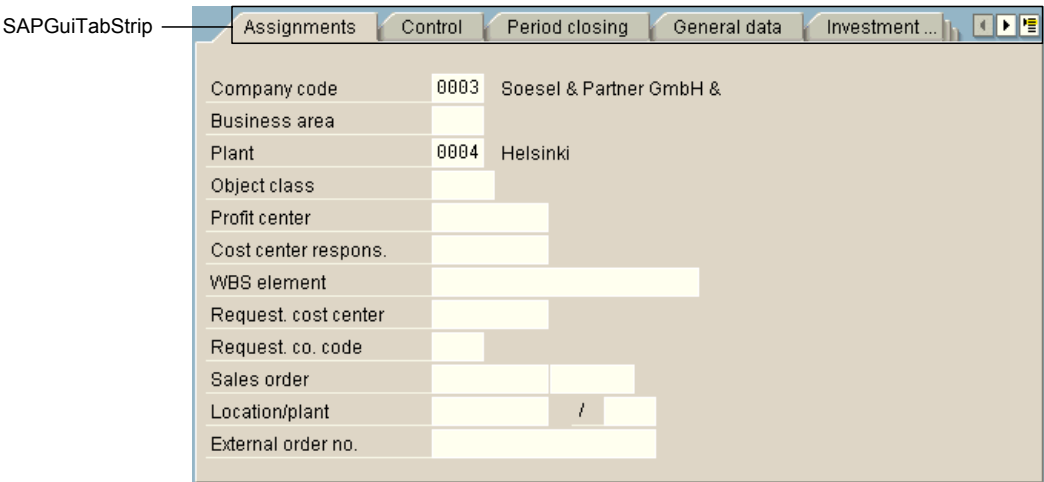 SAPGuiTabStrip
Assignments Control Period closing General data Investment ...
Company code 0003 Soesel & Partner GmbH &
Business area
Plant 0004 Helsinki
Object class
Profit center
Cost center respons.
WBS element
Request. cost center
Request. co. code
Sales order
Location/plant /
External order no.